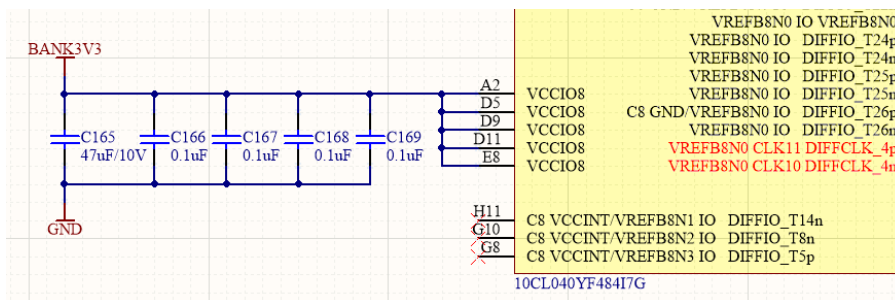 VREFB8N0 IO VREFB8N0
BANK3V3
VREFB8N0 IO DIFFIO_T24p
VREFB8N0 IO DIFFIO_T24n
VREFB8N0 IO DIFFIO_T25p
A2 VCCIO8 VREFB8N0 IO DIFFIO_T25n
D5 VCCIO8 C8 GND/VREFB8N0 IO DIFFIO_T26p
D9 VCCIO8 VREFB8N0 IO DIFFIO_T26n
D11 VCCIO8 VREFB8N0 CLK11 DIFFCLK_4p
E8 VCCIO8 VREFB8N0 CLK10 DIFFCLK_4n
C165 C166 C167 C168 C169
47uF/10V 0.1uF 0.1uF 0.1uF 0.1uF
GND
H11 C8 VCCINT/VREFB8N1 IO DIFFIO_T14n
G10 C8 VCCINT/VREFB8N2 IO DIFFIO_T8n
G8 C8 VCCINT/VREFB8N3 IO DIFFIO_T5p
10CL040YF484I7G